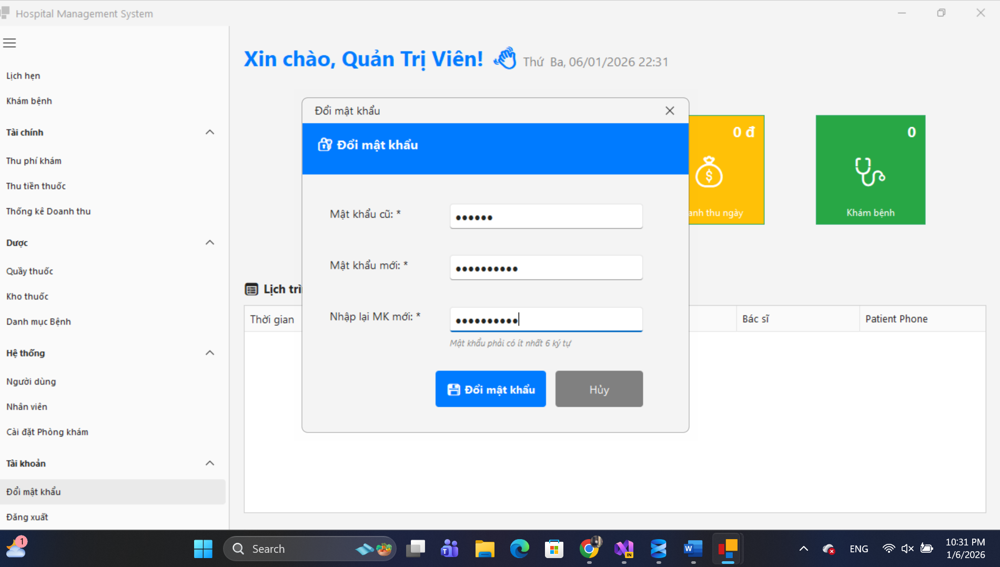 Hospital Management System
Lịch hẹn
Khám bệnh
Tài chính
Thu phí khám
Thu tiền thuốc
Thống kê Doanh thu
Dược
Quầy thuốc
Kho thuốc
Danh mục Bệnh
Hệ thống
Người dùng
Nhân viên
Cài đặt Phòng khám
Tài khoản
Đổi mật khẩu
Đăng xuất
Xin chào, Quản Trị Viên!
Thứ Ba, 06/01/2026 22:31
Đổi mật khẩu
Đổi mật khẩu
Mật khẩu cũ: *
●●●●●●
Mật khẩu mới: *
●●●●●●●●●●
Nhập lại MK mới: *
●●●●●●●●●●
Mật khẩu phải có ít nhất 6 ký tự
Đổi mật khẩu
Hủy
0 đ
anh thu ngày
0
Khám bệnh
Lịch trì
Thời gian
Bác sĩ
Patient Phone
1
Search
ENG
10:31 PM
1/6/2026